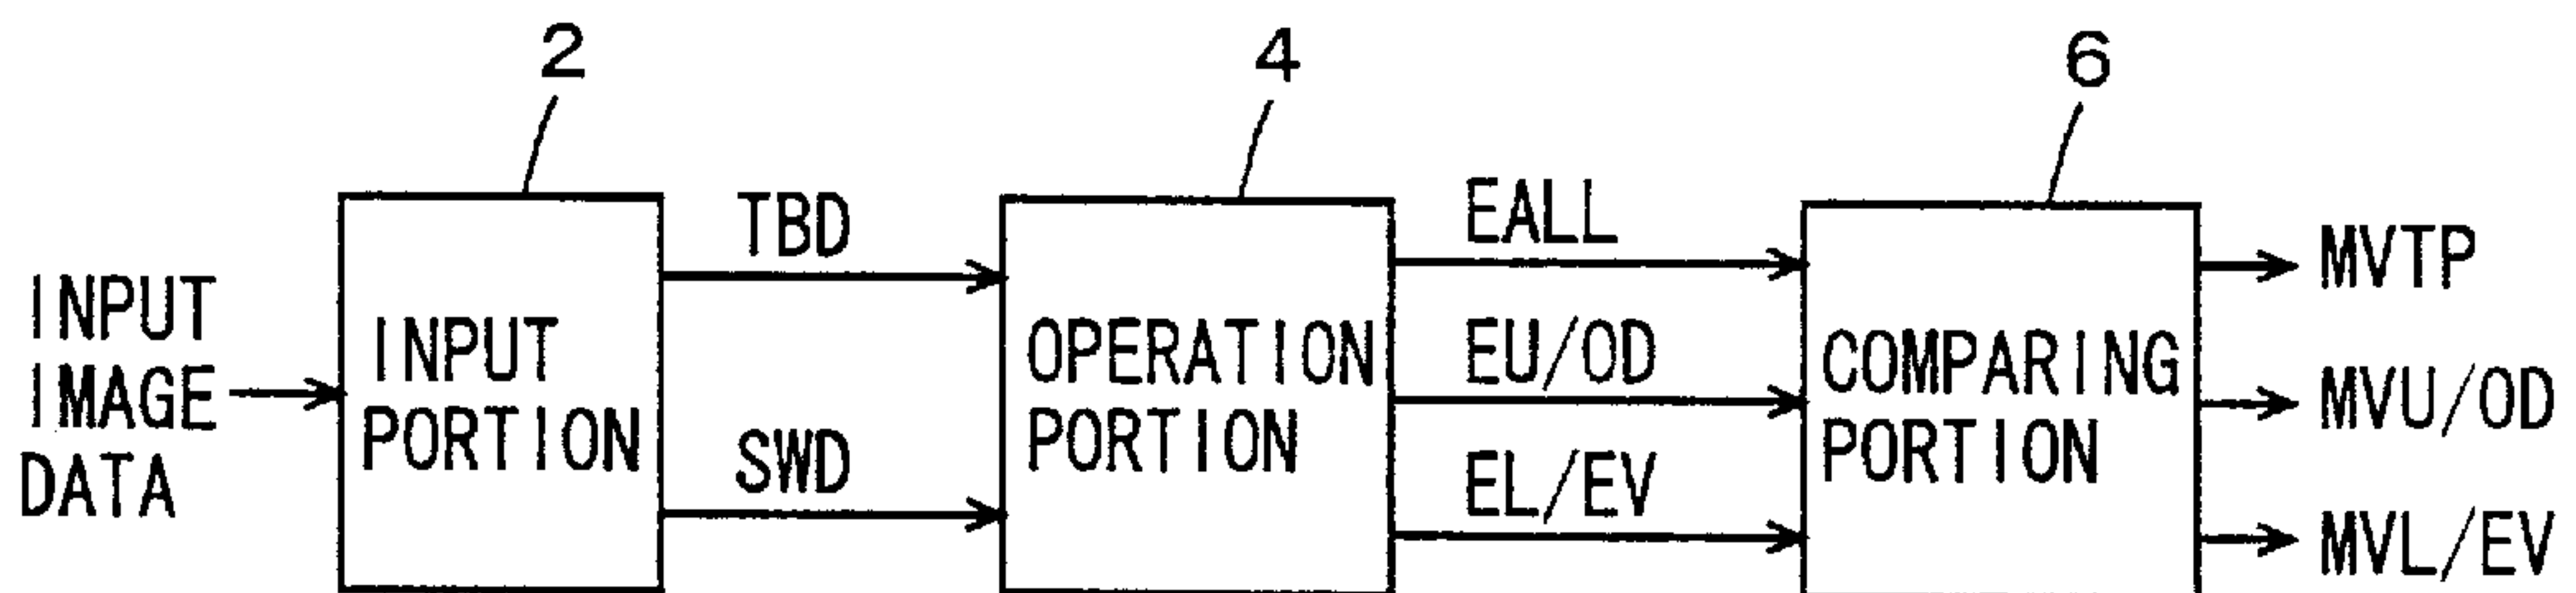 2
4
6
INPUT
IMAGE
DATA
INPUT
PORTION
TBD
SWD
OPERATION
PORTION
EALL
EU/OD
EL/EV
COMPARING
PORTION
MVTP
MVU/OD
MVL/EV